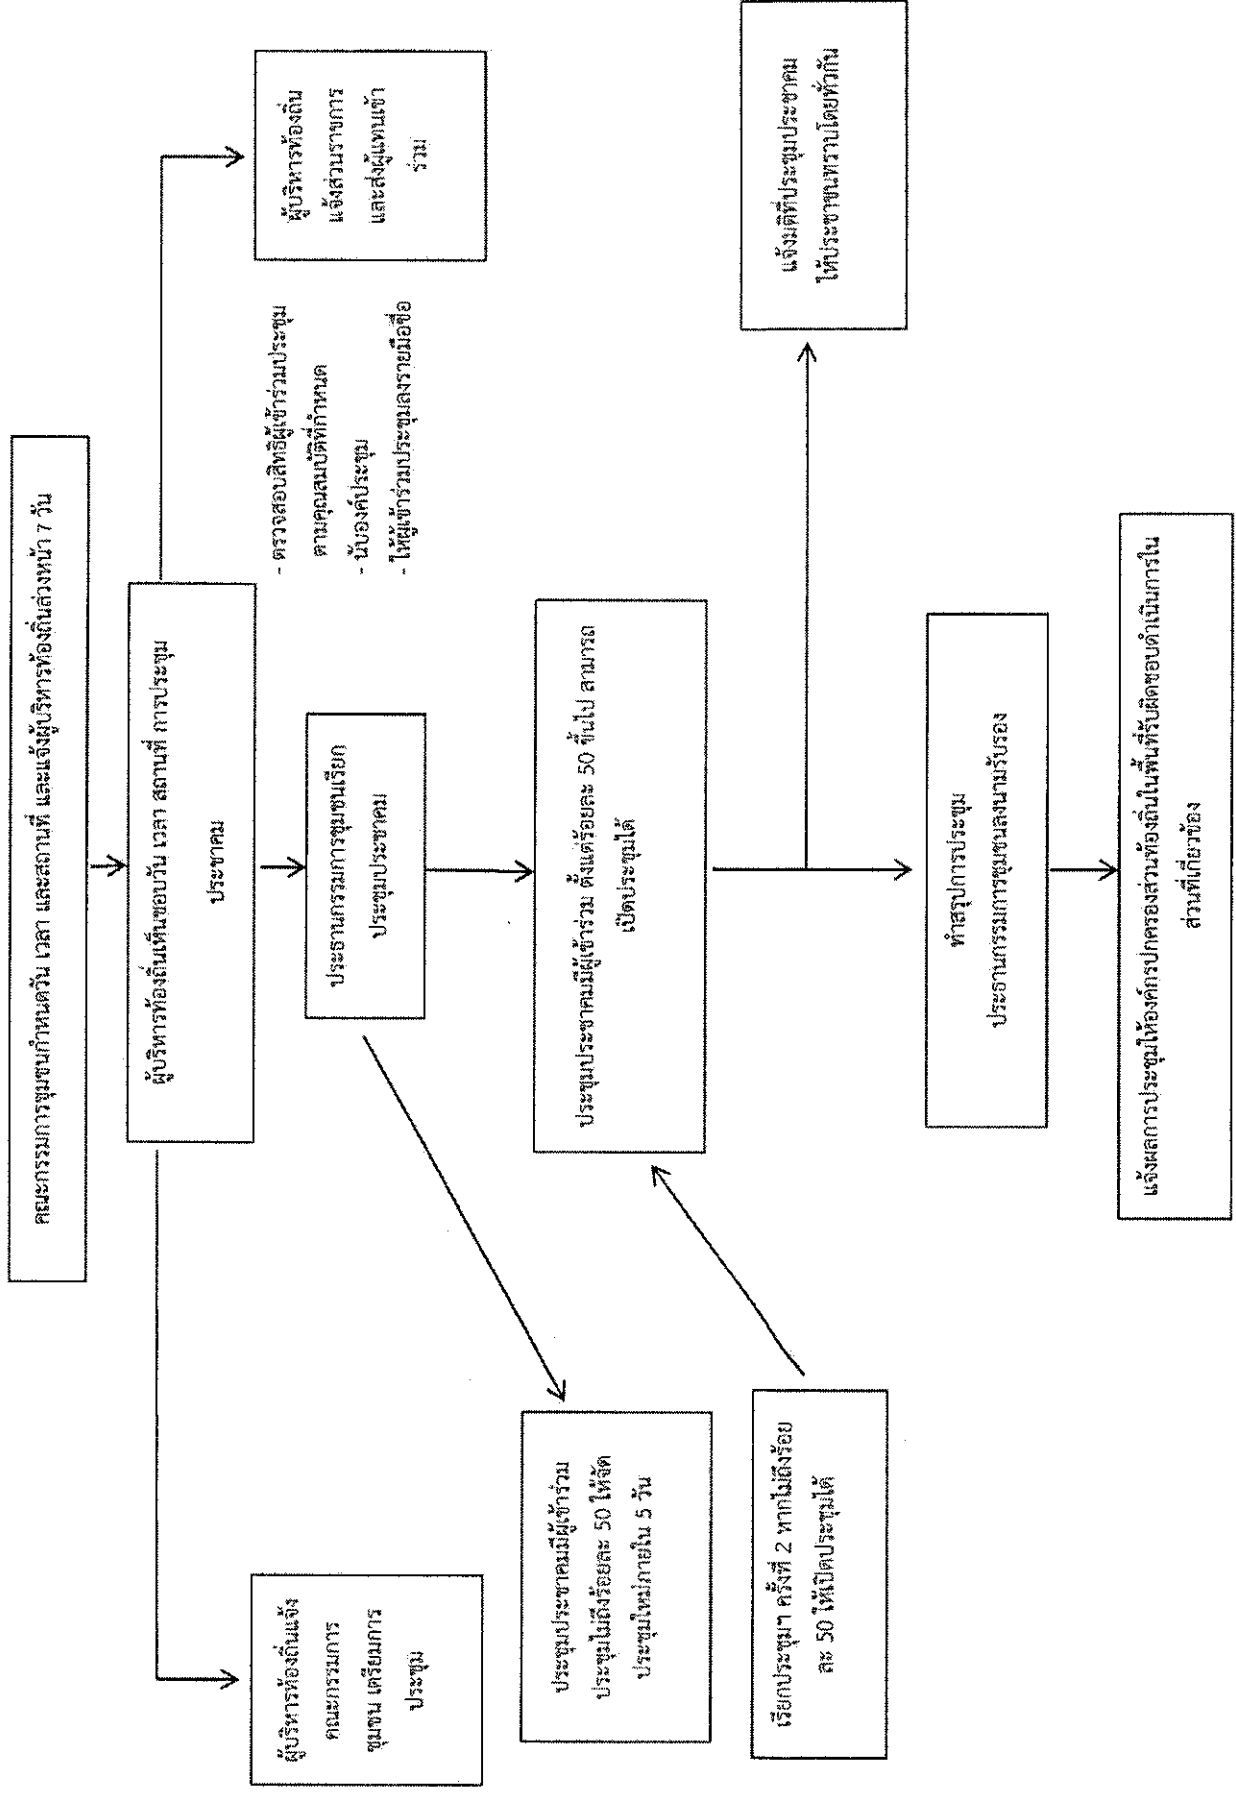 คณะกรรมการชุมชนกำหนดวัน เวลา และสถานที่ และแจ้งผู้บริหารท้องถิ่นล่วงหน้า 7 วัน
ผู้บริหารท้องถิ่นเห็นชอบวัน เวลา สถานที่ การประชุม
ประชาคม
ผู้บริหารท้องถิ่นแจ้ง
คณะกรรมการ
ชุมชน เตรียมการ
ประชุม
ประธานกรรมการชุมชนเรียก
ประชุมประชาคม
ผู้บริหารท้องถิ่น
แจ้งส่วนราชการ
และส่งผู้แทนเข้า
ร่วม
- ตรวจสอบสิทธิผู้เข้าร่วมประชุม
ตามคุณสมบัติที่กำหนด
- นับองค์ประชุม
- ให้ผู้เข้าร่วมประชุมลงรายมือชื่อ
ประชุมประชาคมมีผู้เข้าร่วม
ประชุมไม่ถึงร้อยละ 50 ให้จัด
ประชุมใหม่ภายใน 5 วัน
ประชุมประชาคมมีผู้เข้าร่วม ตั้งแต่ร้อยละ 50 ขึ้นไป สามารถ
เปิดประชุมได้
เรียกประชุมฯ ครั้งที่ 2 หากไม่ถึงร้อย
ละ 50 ให้เปิดประชุมได้
แจ้งมติที่ประชุมประชาคม
ให้ประชาชนทราบโดยทั่วกัน
ทำสรุปการประชุม
ประธานกรรมการชุมชนลงนามรับรอง
แจ้งผลการประชุมให้องค์กรปกครองส่วนท้องถิ่นในพื้นที่รับผิดชอบดำเนินการใน
ส่วนที่เกี่ยวข้อง